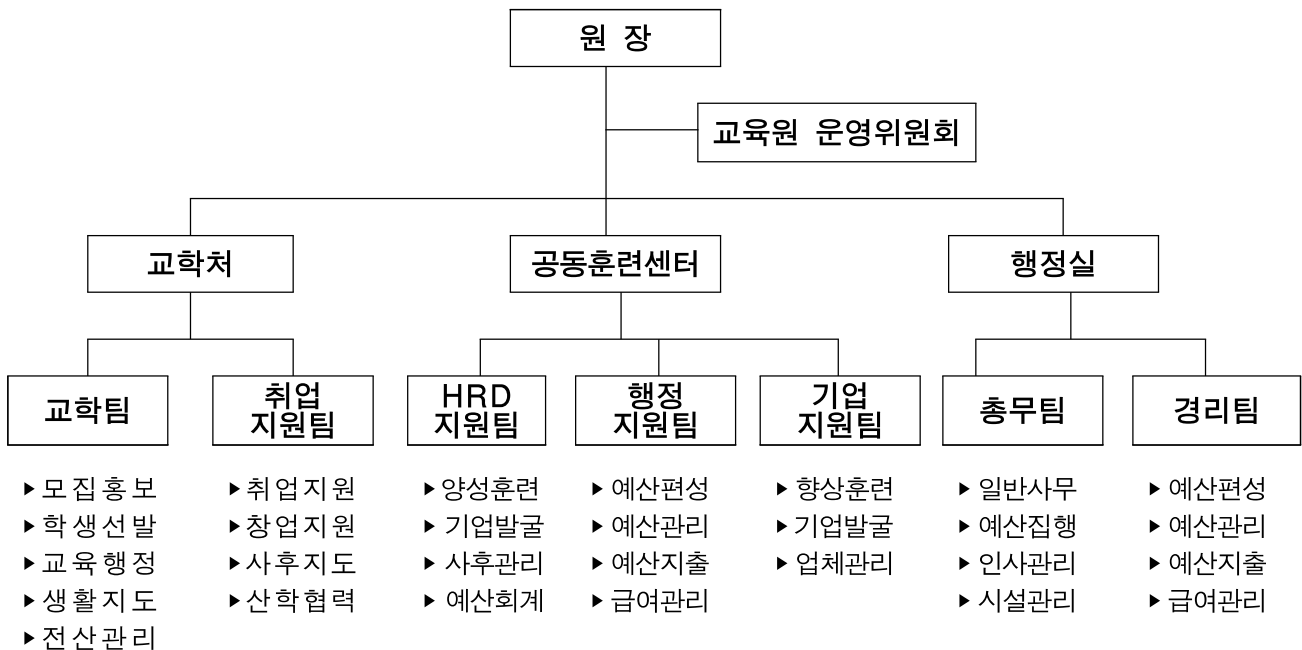 원 장
교육원 운영위원회
교학처
공동훈련센터
행정실
교학팀
취업
지원팀
HRD
지원팀
행정
지원팀
기업
지원팀
총무팀
경리팀
▶모집홍보
▶학생선발
▶교육행정
▶생활지도
▶전산관리
▶취업지원
▶창업지원
▶사후지도
▶산학협력
▶양성훈련
▶기업발굴
▶사후관리
▶예산회계
▶예산편성
▶예산관리
▶예산지출
▶급여관리
▶향상훈련
▶기업발굴
▶업체관리
▶일반사무
▶예산집행
▶인사관리
▶시설관리
▶예산편성
▶예산관리
▶예산지출
▶급여관리